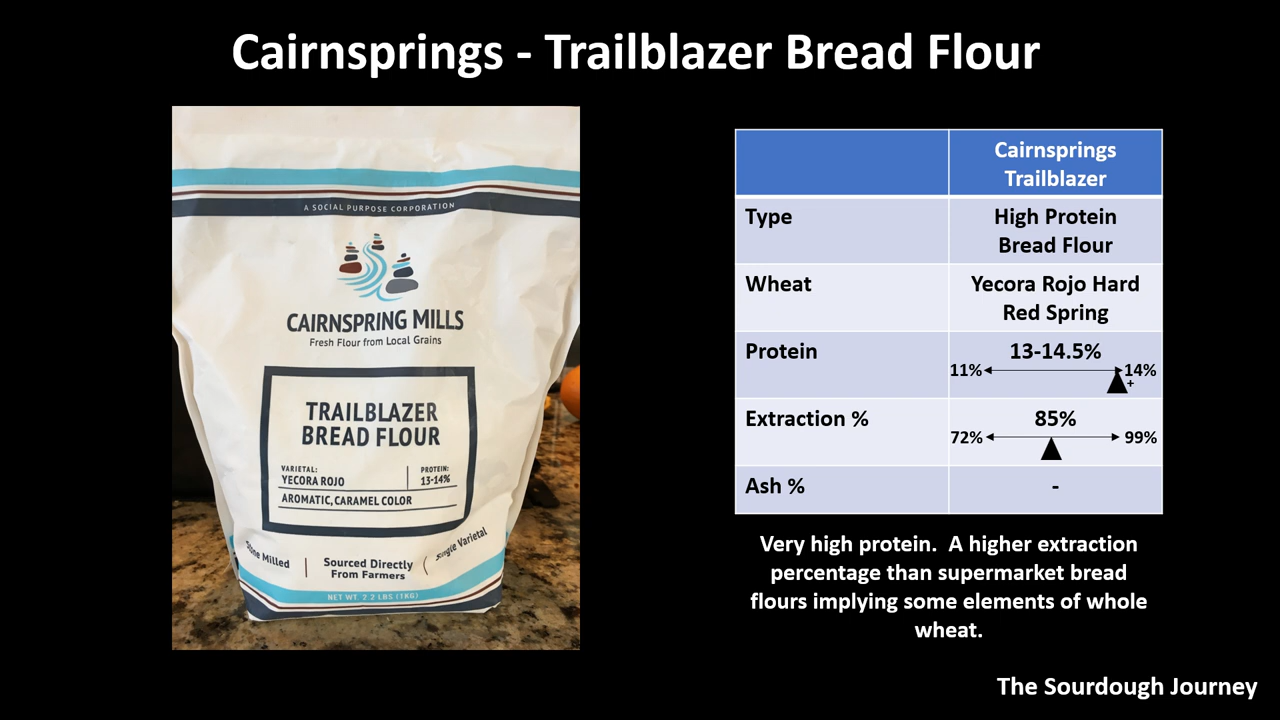 Cairnsprings - Trailblazer Bread Flour
A SOCIAL PURPOSE CORPORATION
CAIRNSPRING MILLS
Fresh Flour from Local Grains
TRAILBLAZER
BREAD FLOUR
VARIETAL:
YECORA ROJO
PROTEIN:
13-14%
AROMATIC, CARAMEL COLOR
Stone Milled
Sourced Directly
From Farmers
Single Varietal
NET WT. 2.2 LBS (1KG)
Cairnsprings
Trailblazer
Type
High Protein
Bread Flour
Wheat
Yecora Rojo Hard
Red Spring
Protein
13-14.5%
11%
14%
+
Extraction %
85%
72%
99%
Ash %
-
Very high protein.  A higher extraction
percentage than supermarket bread
flours implying some elements of whole
wheat.
The Sourdough Journey